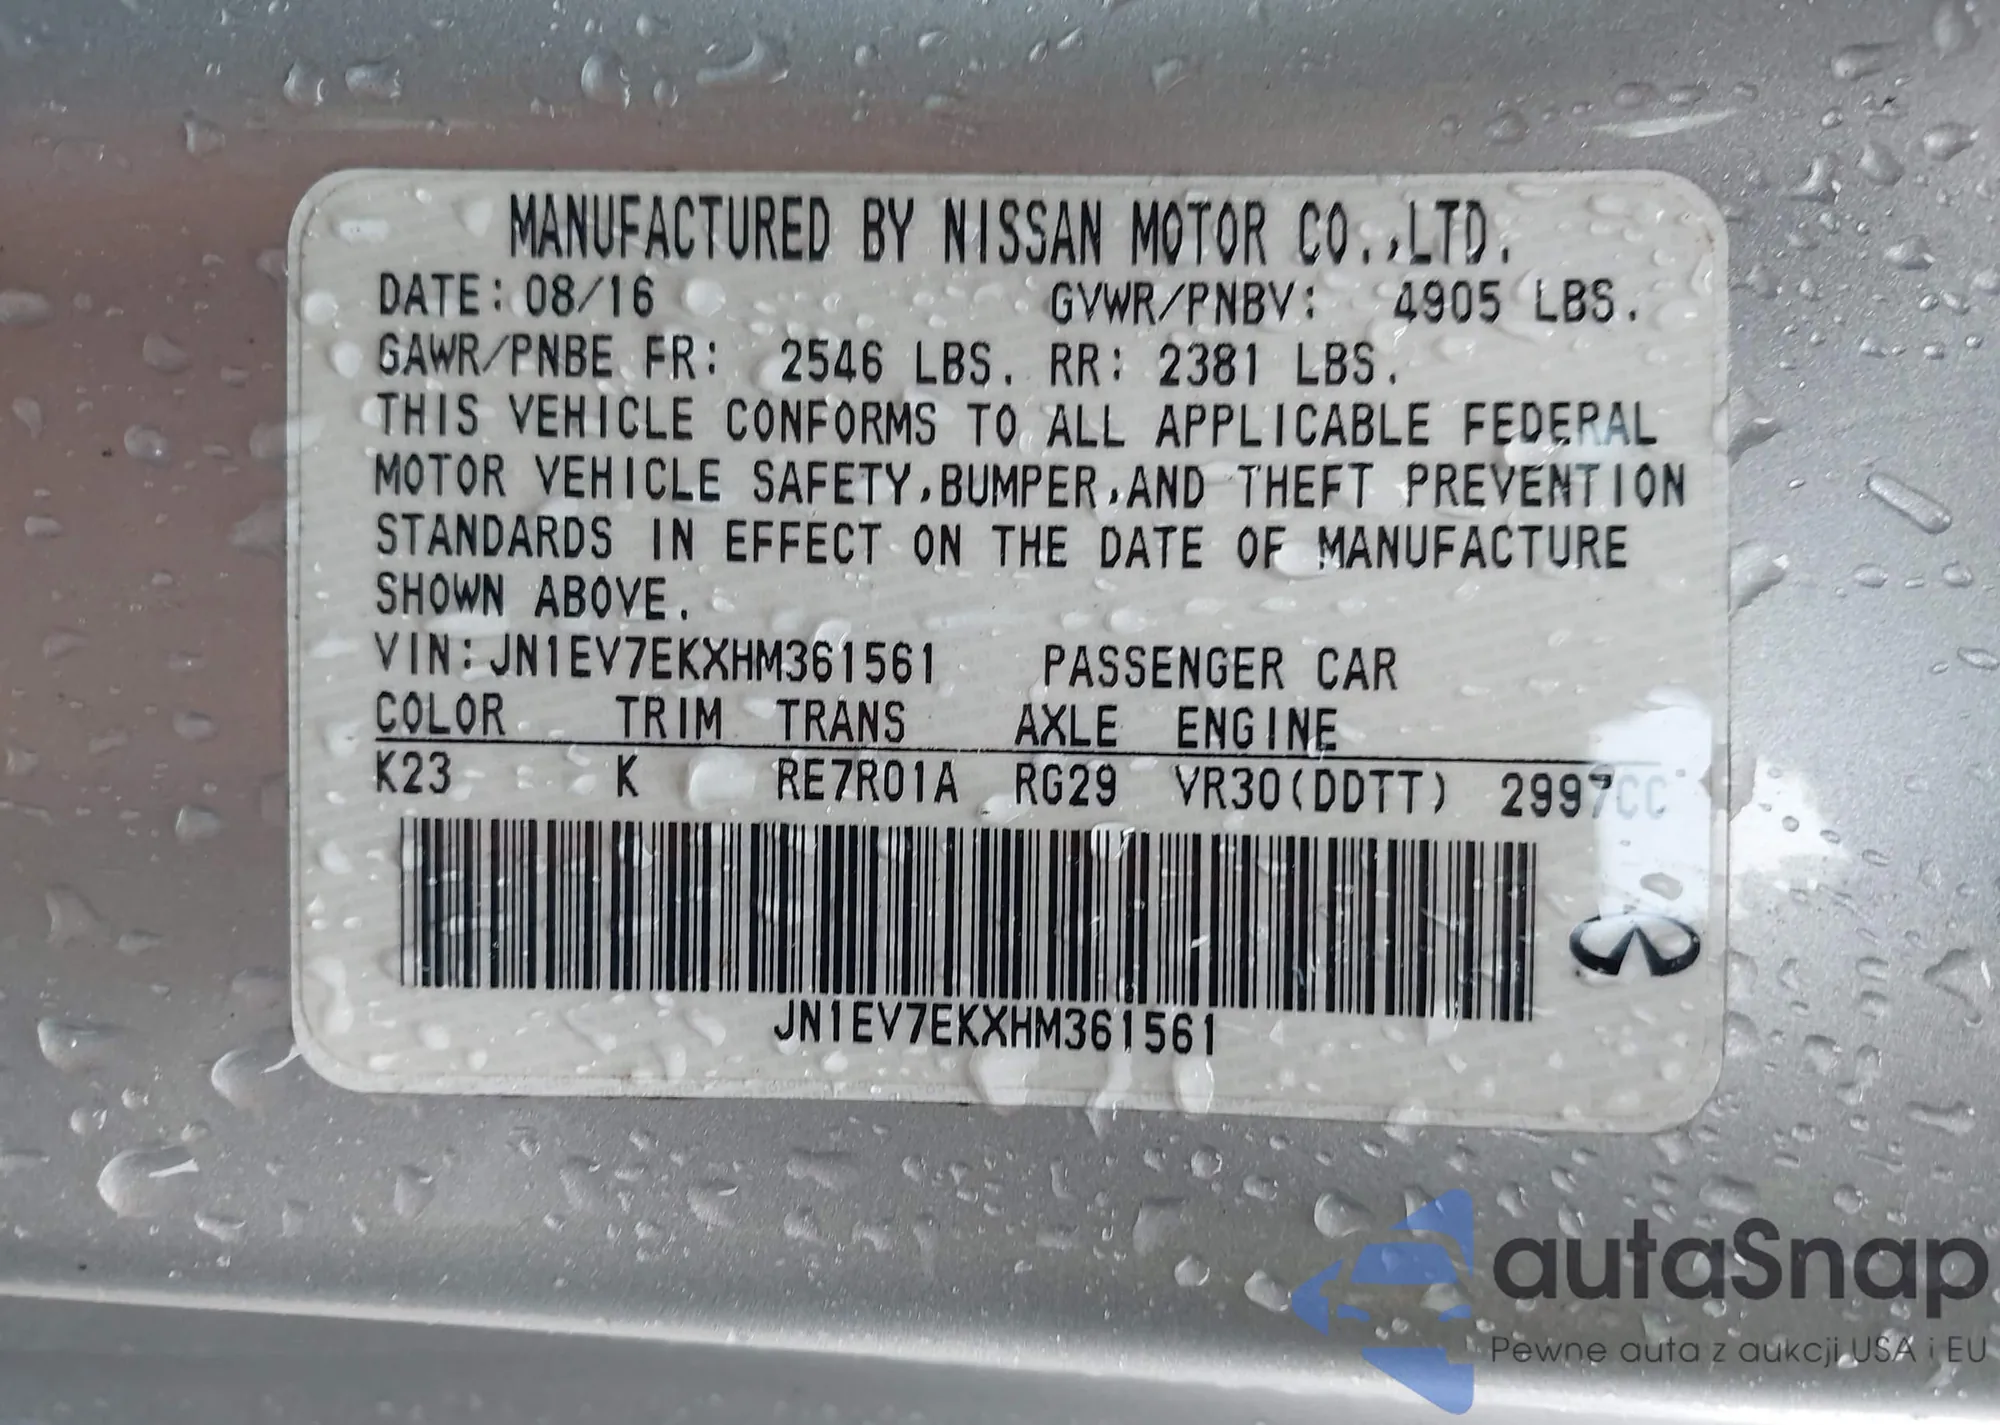 MANUFACTURED BY NISSAN MOTOR CO.,LTD.
DATE: 08/16 GVWR/PNBV: 4905 LBS.
GAWR/PNBE FR: 2546 LBS. RR: 2381 LBS.
THIS VEHICLE CONFORMS TO ALL APPLICABLE FEDERAL
MOTOR VEHICLE SAFETY,BUMPER,AND THEFT PREVENTION
STANDARDS IN EFFECT ON THE DATE OF MANUFACTURE
SHOWN ABOVE.
VIN: JN1EV7EKXHM361561 PASSENGER CAR
COLOR TRIM TRANS AXLE ENGINE
K23 K RE7R01A RG29 VR30(DDTT) 2997CC
JN1EV7EKXHM361561
autaSnap
Pewne auta z aukcji USA i EU